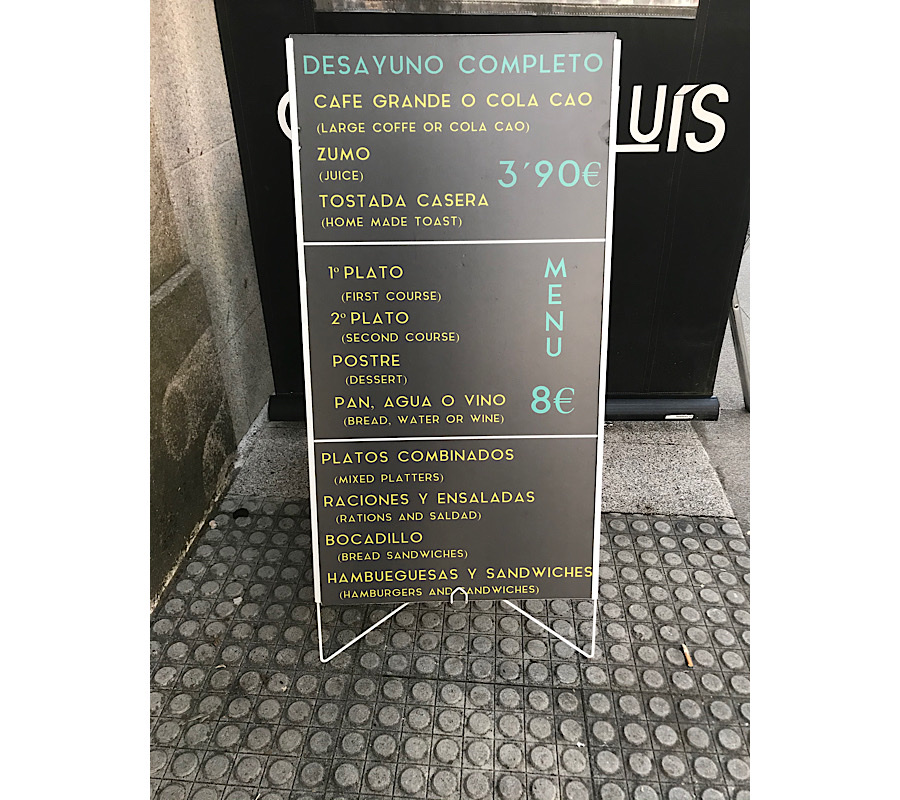 DESAYUNO COMPLETO
CAFE GRANDE O COLA CAO
(LARGE COFFE OR COLA CAO)
ZUMO
(JUICE)
3´90€
TOSTADA CASERA
(HOME MADE TOAST)
1º PLATO
(FIRST COURSE)
2º PLATO
(SECOND COURSE)
POSTRE
(DESSERT)
PAN, AGUA O VINO
(BREAD, WATER OR WINE)
MENU
8€
PLATOS COMBINADOS
(MIXED PLATTERS)
RACIONES Y ENSALADAS
(RATIONS AND SALDAD)
BOCADILLO
(BREAD SANDWICHES)
HAMBUEGUESAS Y SANDWICHES
(HAMBURGERS AND SANDWICHES)
LUÍS